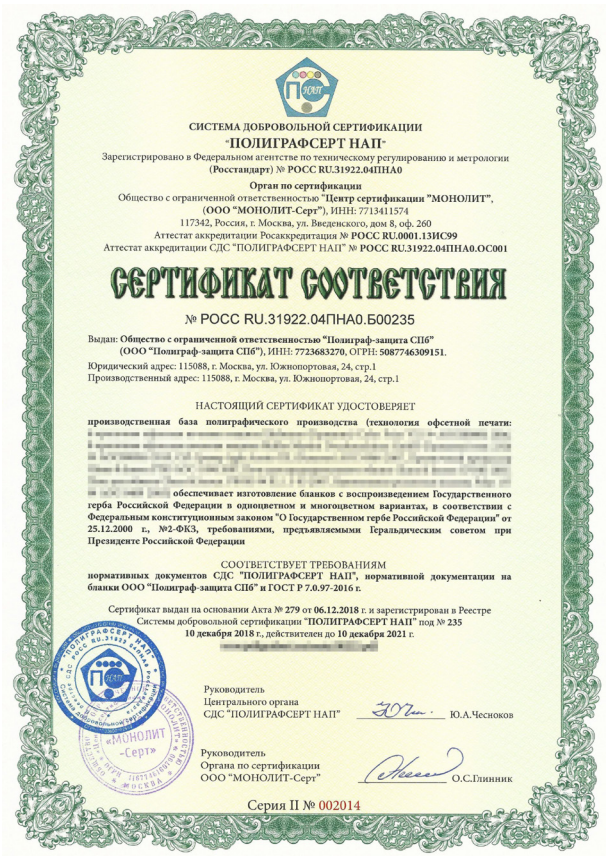 НАП
СИСТЕМА ДОБРОВОЛЬНОЙ СЕРТИФИКАЦИИ
"ПОЛИГРАФСЕРТ НАП"
Зарегистрировано в Федеральном агентстве по техническому регулированию и метрологии
(Росстандарт) № РОСС RU.31922.04ПНА0
Орган по сертификации
Общество с ограниченной ответственностью "Центр сертификации "МОНОЛИТ",
(ООО "МОНОЛИТ-Серт"), ИНН: 7713411574
117342, Россия, г. Москва, ул. Введенского, дом 8, оф. 260
Аттестат аккредитации Росаккредитация № РОСС RU.0001.13ИС99
Аттестат аккредитации СДС "ПОЛИГРАФСЕРТ НАП" № РОСС RU.31922.04ПНА0.ОС001
СЕРТИФИКАТ СООТВЕТСТВИЯ
№ РОСС RU.31922.04ПНА0.Б00235
Выдан: Общество с ограниченной ответственностью "Полиграф-защита СПб"
(ООО "Полиграф-защита СПб"), ИНН: 7723683270, ОГРН: 5087746309151.
Юридический адрес: 115088, г. Москва, ул. Южнопортовая, 24, стр.1
Производственный адрес: 115088, г. Москва, ул. Южнопортовая, 24, стр.1
НАСТОЯЩИЙ СЕРТИФИКАТ УДОСТОВЕРЯЕТ
производственная база полиграфического производства (технология офсетной печати:
обеспечивает изготовление бланков с воспроизведением Государственного
герба Российской Федерации в одноцветном и многоцветном вариантах, в соответствии с
Федеральным конституционным законом "О Государственном гербе Российской Федерации" от
25.12.2000 г., №2-ФКЗ, требованиями, предъявляемыми Геральдическим советом при
Президенте Российской Федерации
СООТВЕТСТВУЕТ ТРЕБОВАНИЯМ
нормативных документов СДС "ПОЛИГРАФСЕРТ НАП", нормативной документации на
бланки ООО "Полиграф-защита СПб" и ГОСТ Р 7.0.97-2016 г.
Сертификат выдан на основании Акта № 279 от 06.12.2018 г. и зарегистрирован в Реестре
Системы добровольной сертификации "ПОЛИГРАФСЕРТ НАП" под № 235
10 декабря 2018 г., действителен до 10 декабря 2021 г.
"ПОЛИГРАФСЕРТ НАП"
НАП
«МОНОЛИТ
-Серт»
МОСКВА
Руководитель
Центрального органа
СДС "ПОЛИГРАФСЕРТ НАП"
Ю.А.Чесноков
Руководитель
Органа по сертификации
ООО "МОНОЛИТ-Серт"
О.С.Глинник
Серия II № 002014